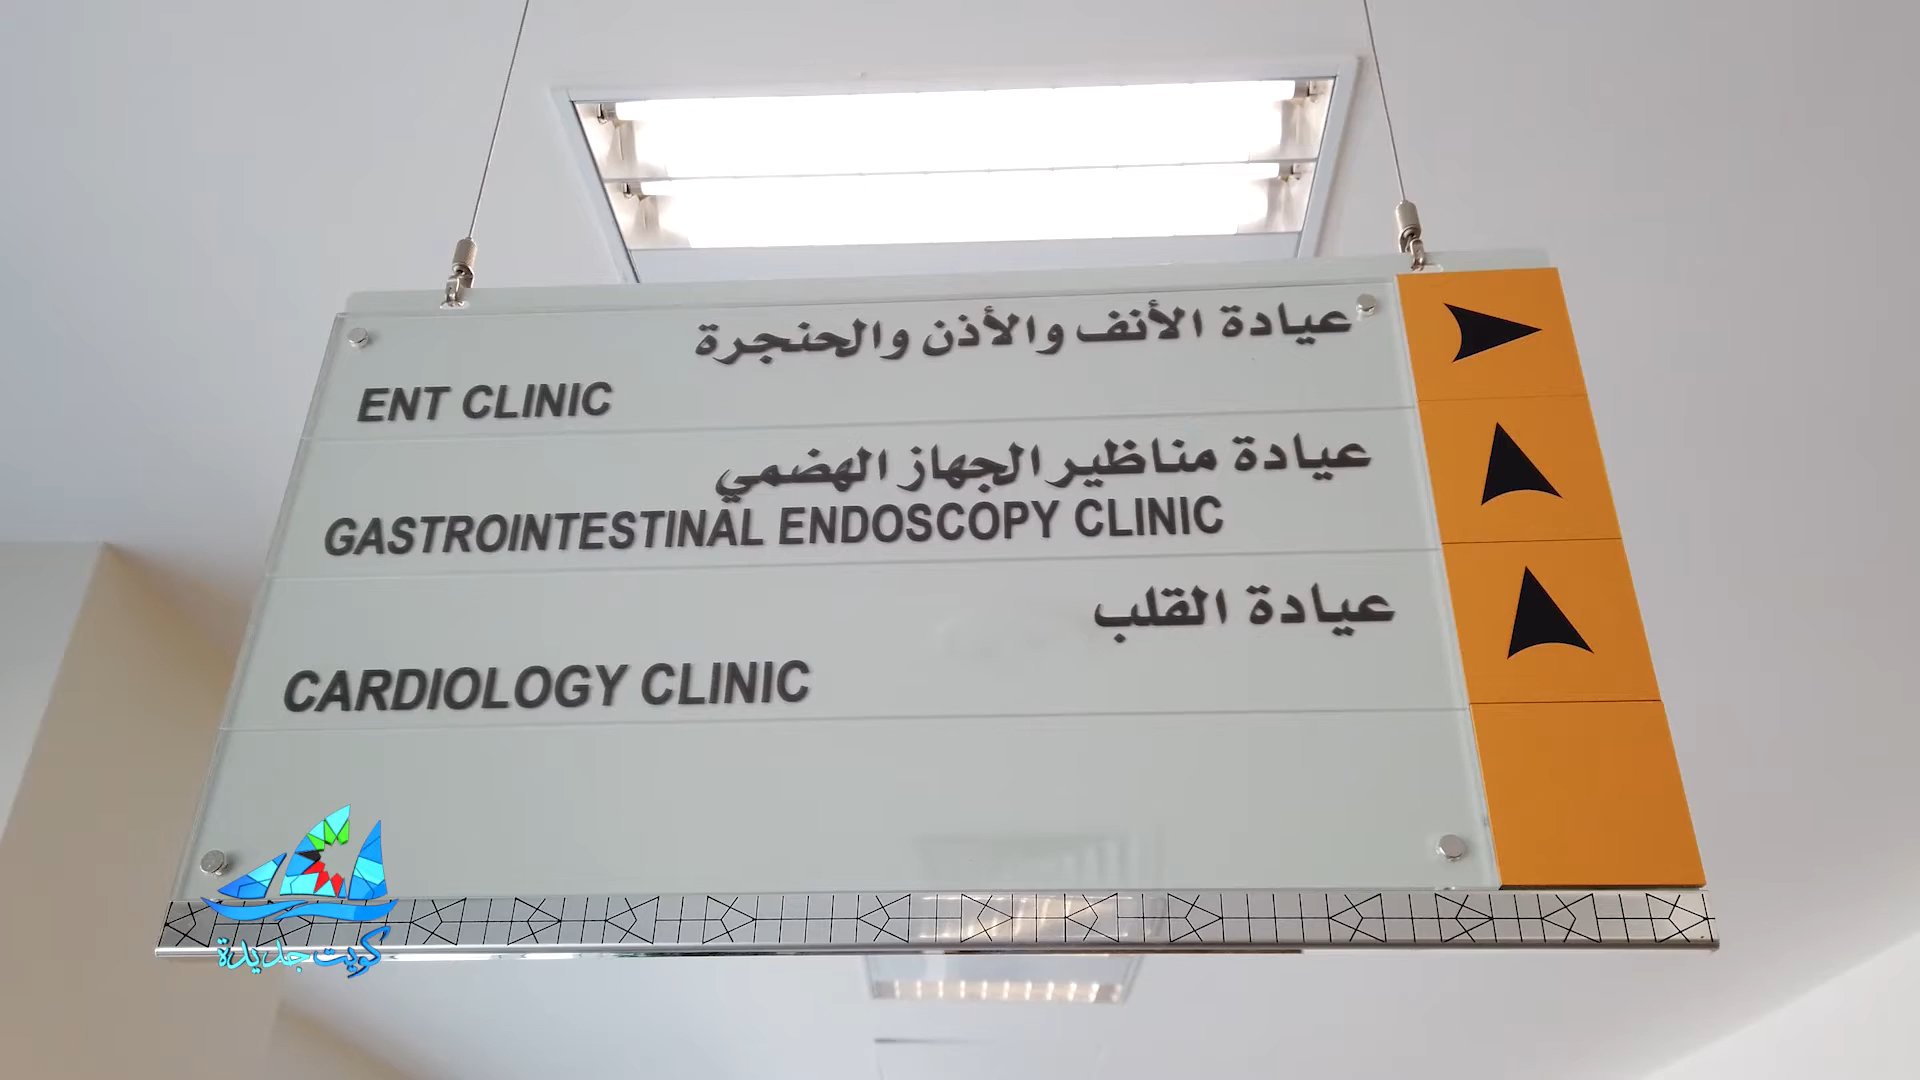 عيادة الأنف والأذن والحنجرة
ENT CLINIC
عيادة مناظير الجهاز الهضمي
GASTROINTESTINAL ENDOSCOPY CLINIC
عيادة القلب
CARDIOLOGY CLINIC
كويت جديدة